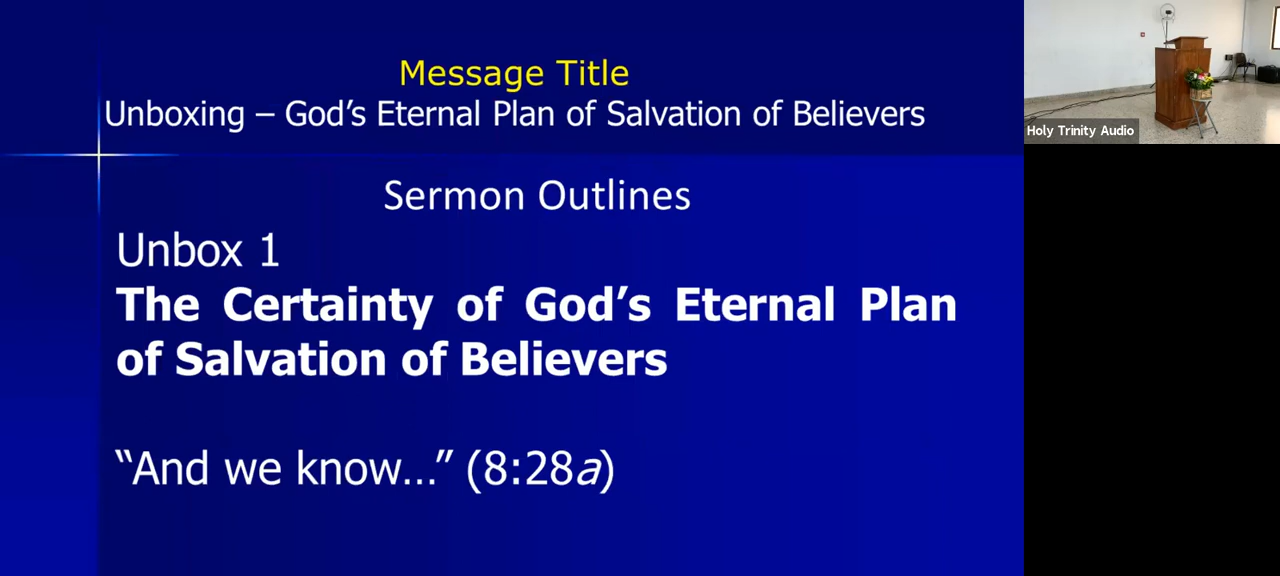 Message Title
Unboxing – God’s Eternal Plan of Salvation of Believers
Sermon Outlines
Unbox 1
The Certainty of God’s Eternal Plan
of Salvation of Believers
“And we know…” (8:28a)
Holy Trinity Audio